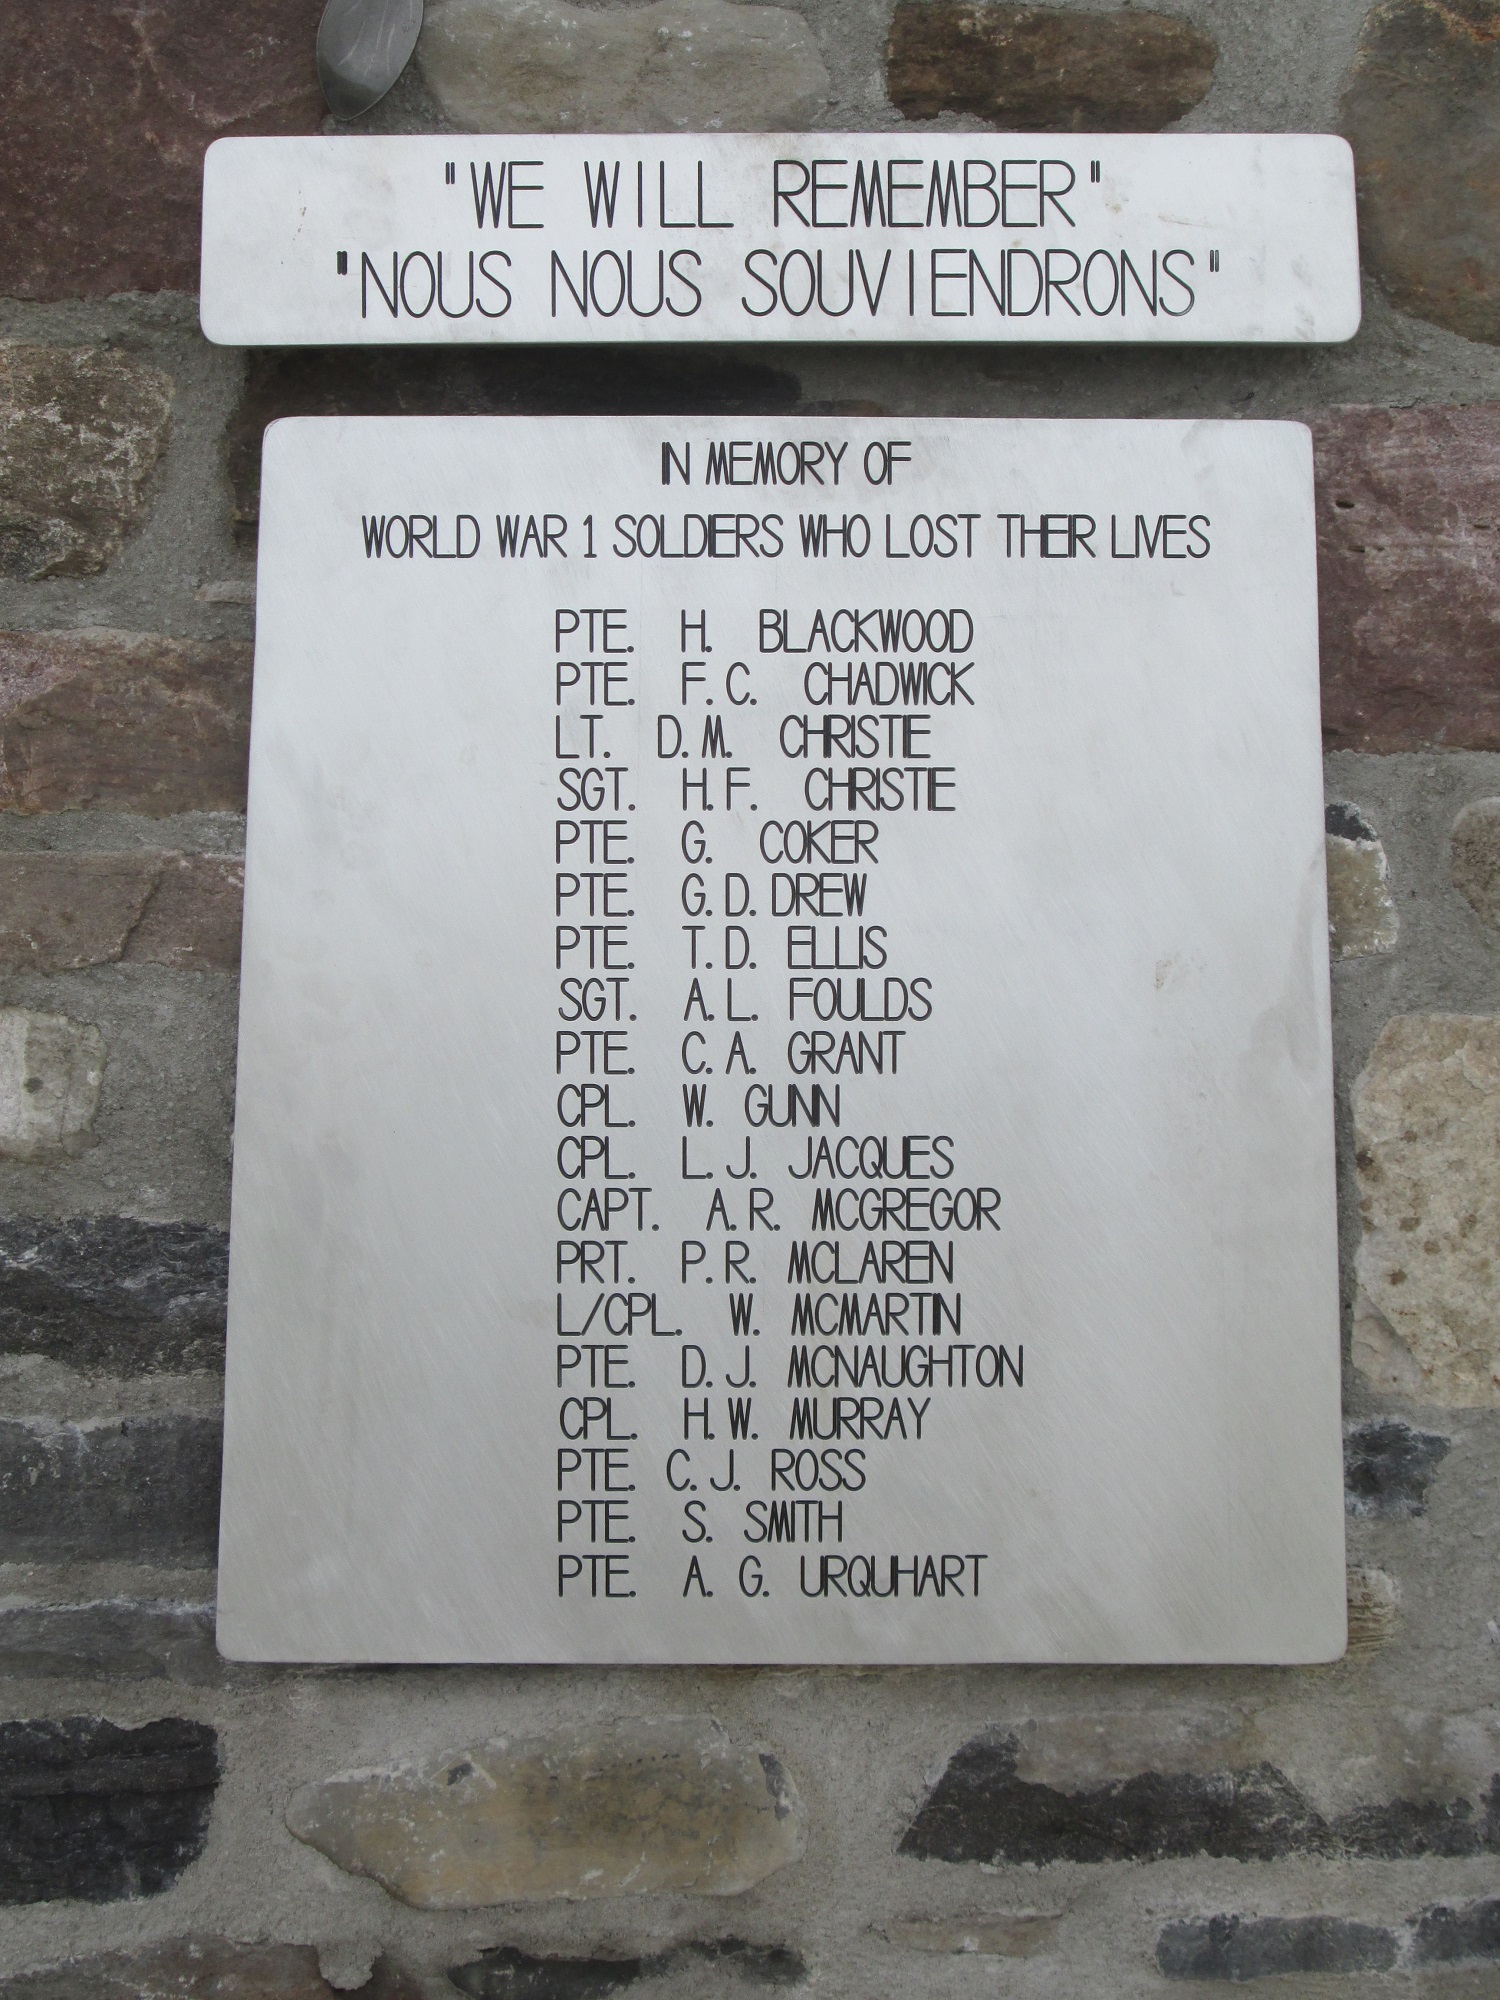 "WE WILL REMEMBER"
"NOUS NOUS SOUVIENDRONS"
IN MEMORY OF
WORLD WAR 1 SOLDIERS WHO LOST THEIR LIVES
PTE. H. BLACKWOOD
PTE. F.C. CHADWICK
LT. D.M. CHRISTIE
SGT. H.F. CHRISTIE
PTE. G. COKER
PTE. G.D. DREW
PTE. T.D. ELLIS
SGT. A.L. FOULDS
PTE. C.A. GRANT
CPL. W. GUNN
CPL. L.J. JACQUES
CAPT. A.R. MCGREGOR
PRT. P.R. MCLAREN
L/CPL. W. MCMARTIN
PTE. D.J. MCNAUGHTON
CPL. H.W. MURRAY
PTE. C.J. ROSS
PTE. S. SMITH
PTE. A. G. URQUHART